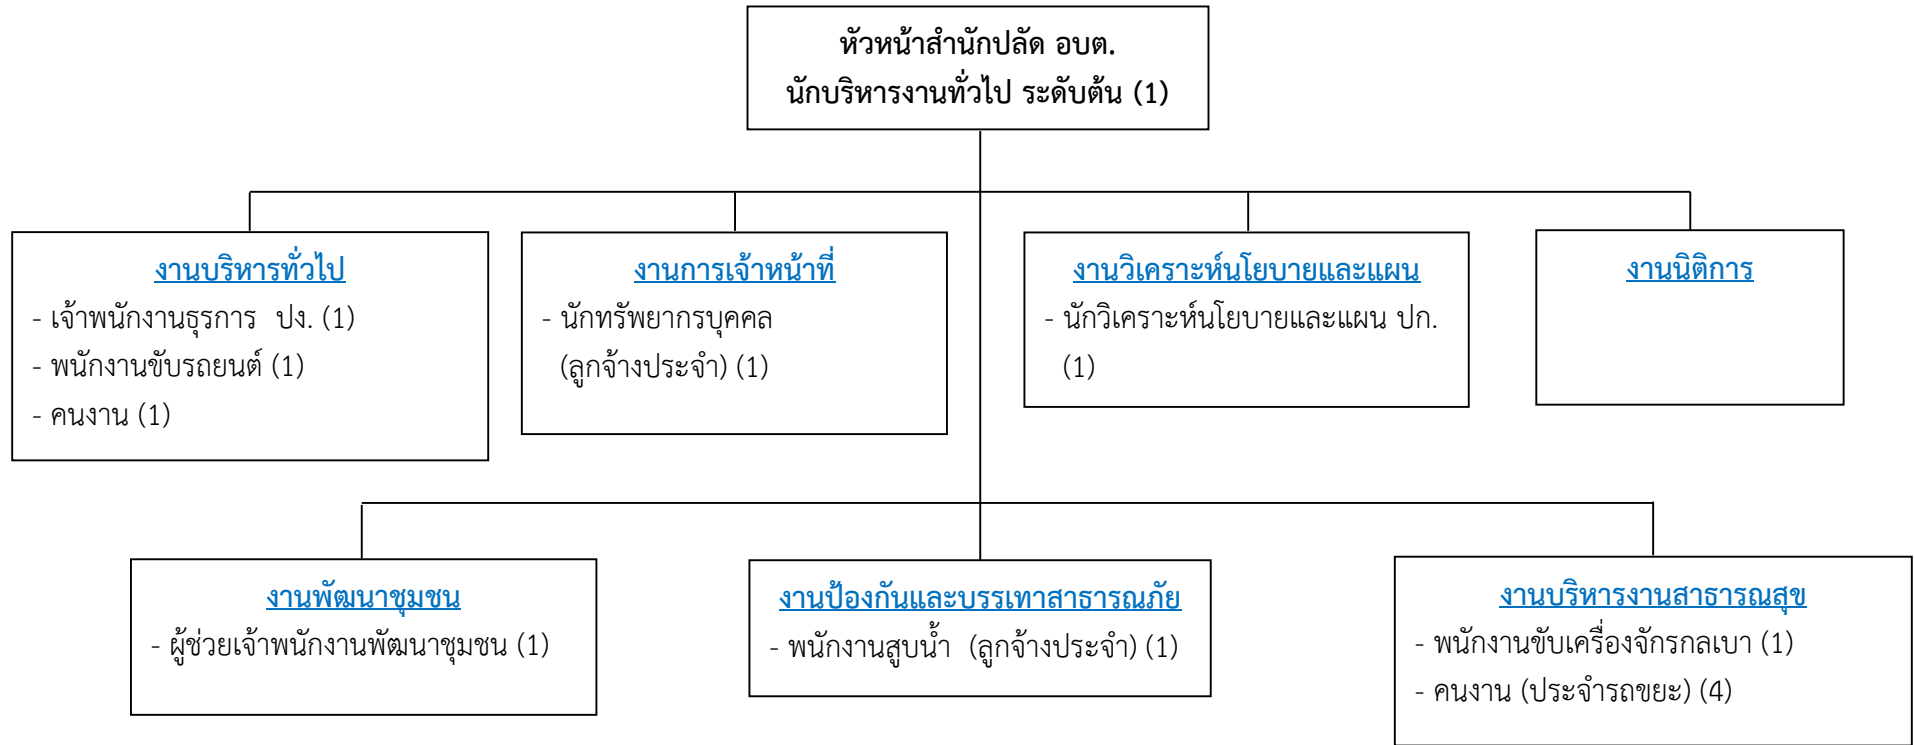 หัวหน้าสำนักปลัด อบต.
นักบริหารงานทั่วไป ระดับต้น (1)
งานบริหารทั่วไป
- เจ้าพนักงานธุรการ ปง. (1)
- พนักงานขับรถยนต์ (1)
- คนงาน (1)
งานการเจ้าหน้าที่
- นักทรัพยากรบุคคล
(ลูกจ้างประจำ) (1)
งานวิเคราะห์นโยบายและแผน
- นักวิเคราะห์นโยบายและแผน ปก.
(1)
งานนิติการ
งานพัฒนาชุมชน
- ผู้ช่วยเจ้าพนักงานพัฒนาชุมชน (1)
งานป้องกันและบรรเทาสาธารณภัย
- พนักงานสูบน้ำ (ลูกจ้างประจำ) (1)
งานบริหารงานสาธารณสุข
- พนักงานขับเครื่องจักรกลเบา (1)
- คนงาน (ประจำรถขยะ) (4)